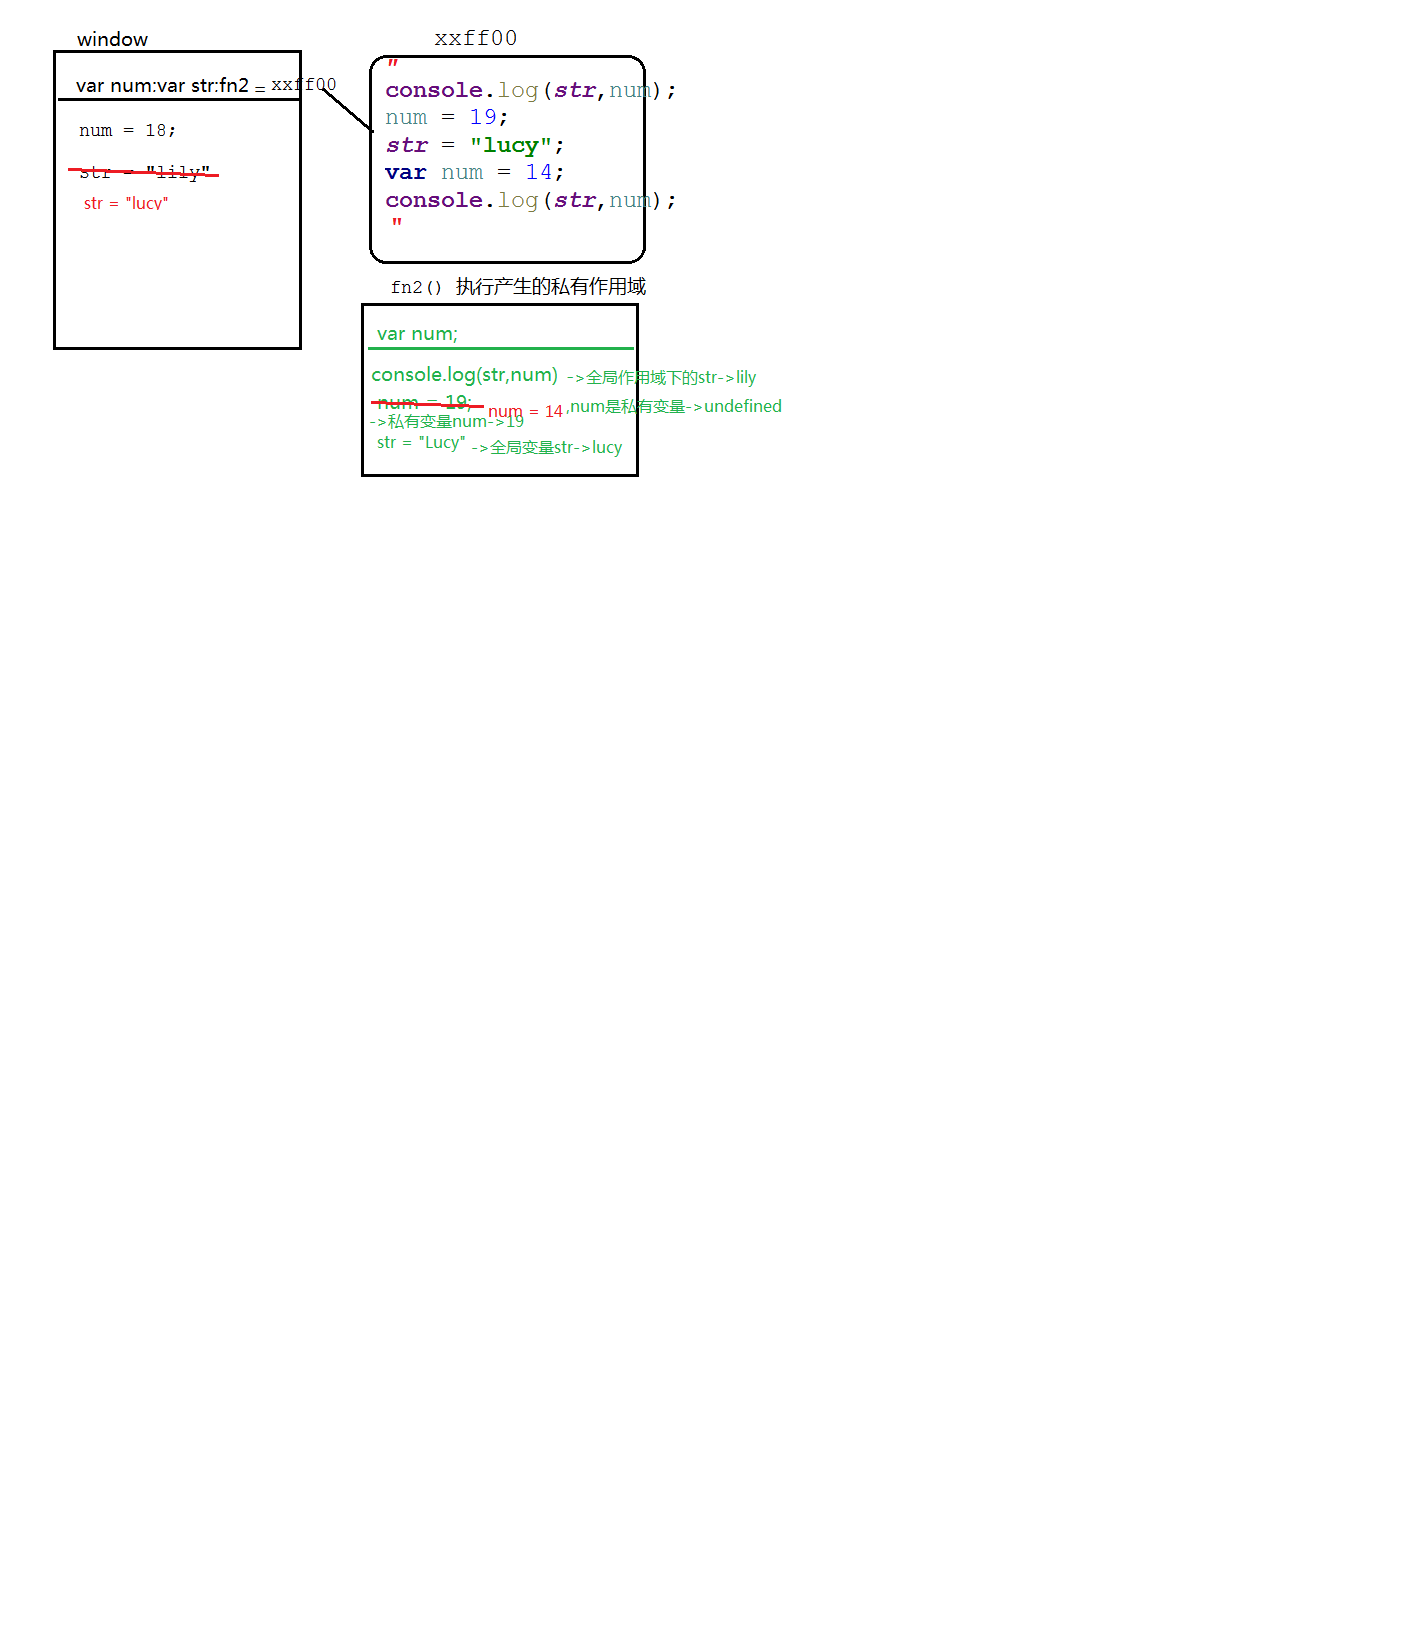 window
var num:var str:fn2 = xxff00
num = 18;
str = "lily"
str = "lucy"
xxff00
"
console.log(str,num);
num = 19;
str = "lucy";
var num = 14;
console.log(str,num);
"
fn2() 执行产生的私有作用域
var num;
console.log(str,num) ->全局作用域下的str->lily
num = 19; num = 14 ,num是私有变量->undefined
->私有变量num->19
str = "Lucy" ->全局变量str->lucy